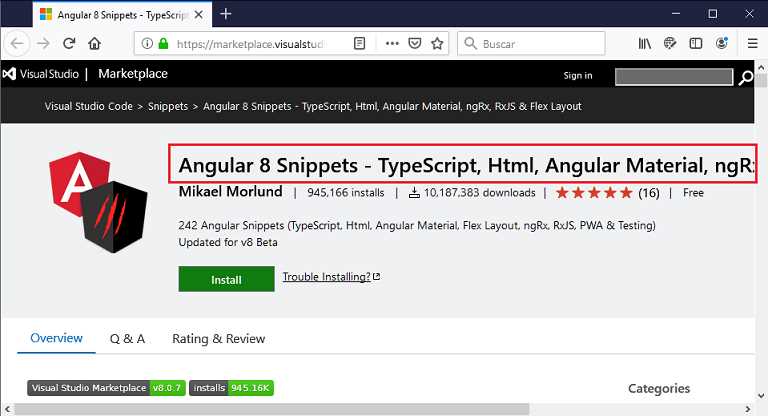 Angular 8 Snippets - TypeScript
https://marketplace.visualstud
Buscar
Visual Studio | Marketplace
Sign in
Visual Studio Code > Snippets > Angular 8 Snippets - TypeScript, Html, Angular Material, ngRx, RxJS & Flex Layout
Angular 8 Snippets - TypeScript, Html, Angular Material, ngRx
Mikael Morlund | 945,166 installs | 10,187,383 downloads | (16) | Free
242 Angular Snippets (TypeScript, Html, Angular Material, Flex Layout, ngRx, RxJS, PWA & Testing)
Updated for v8 Beta
Install
Trouble Installing?
Overview
Q & A
Rating & Review
Visual Studio Marketplace v8.0.7
installs 945.16K
Categories